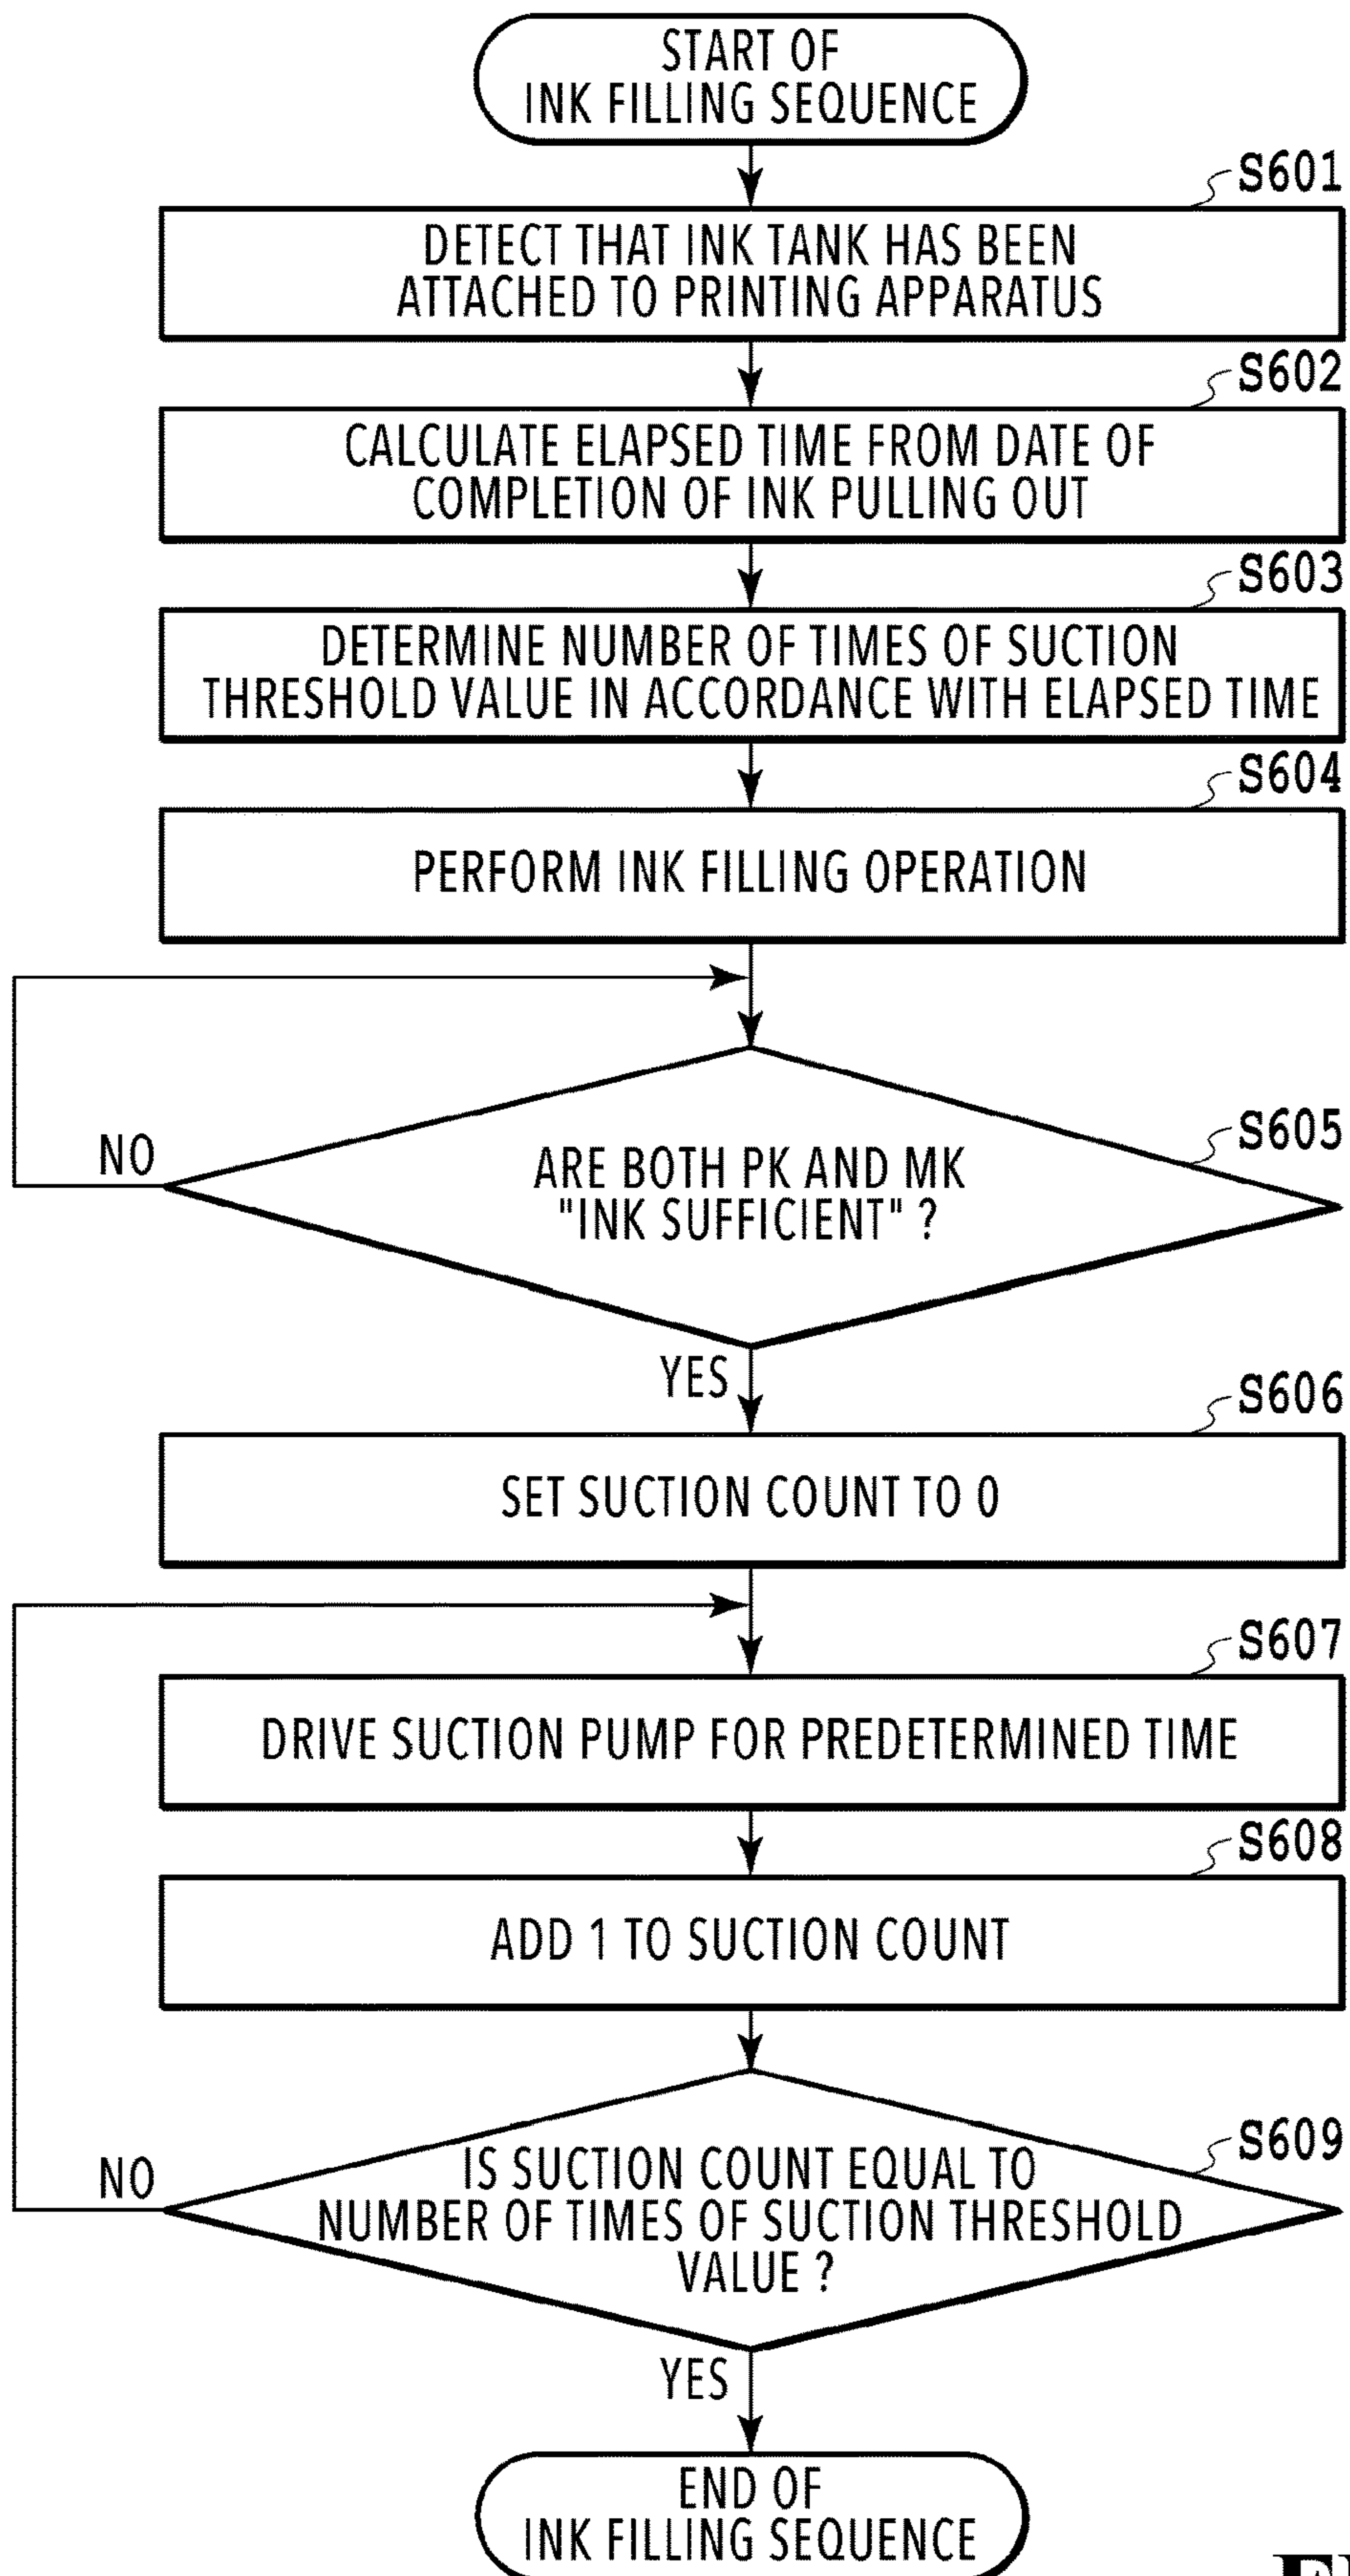 START OF
INK FILLING SEQUENCE
S601
DETECT THAT INK TANK HAS BEEN
ATTACHED TO PRINTING APPARATUS
S602
CALCULATE ELAPSED TIME FROM DATE OF
COMPLETION OF INK PULLING OUT
S603
DETERMINE NUMBER OF TIMES OF SUCTION
THRESHOLD VALUE IN ACCORDANCE WITH ELAPSED TIME
S604
PERFORM INK FILLING OPERATION
S605
NO
ARE BOTH PK AND MK
"INK SUFFICIENT" ?
YES
S606
SET SUCTION COUNT TO 0
S607
DRIVE SUCTION PUMP FOR PREDETERMINED TIME
S608
ADD 1 TO SUCTION COUNT
S609
NO
IS SUCTION COUNT EQUAL TO
NUMBER OF TIMES OF SUCTION THRESHOLD
VALUE ?
YES
END OF
INK FILLING SEQUENCE